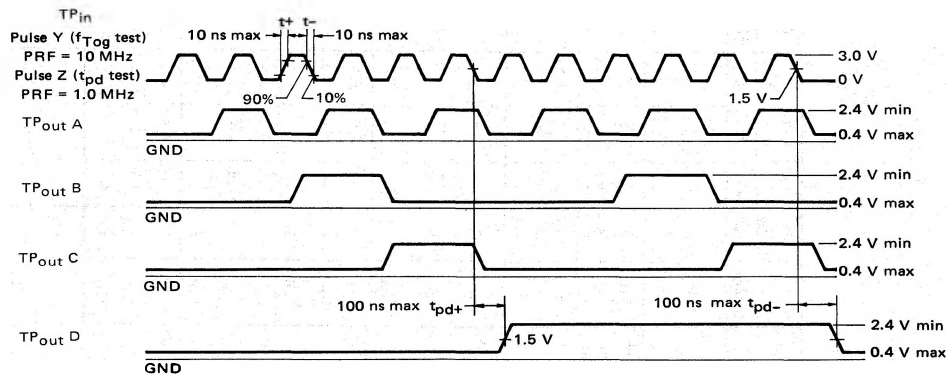 TPin
Pulse Y (fTog test)
PRF = 10 MHz
Pulse Z (tpd test)
PRF = 1.0 MHz
t+ t-
10 ns max 10 ns max
90% 10%
3.0 V
0 V
1.5 V
TPout A
2.4 V min
0.4 V max
GND
TPout B
2.4 V min
0.4 V max
GND
TPout C
2.4 V min
0.4 V max
GND
100 ns max tpd+
100 ns max tpd-
TPout D
1.5 V
2.4 V min
0.4 V max
GND